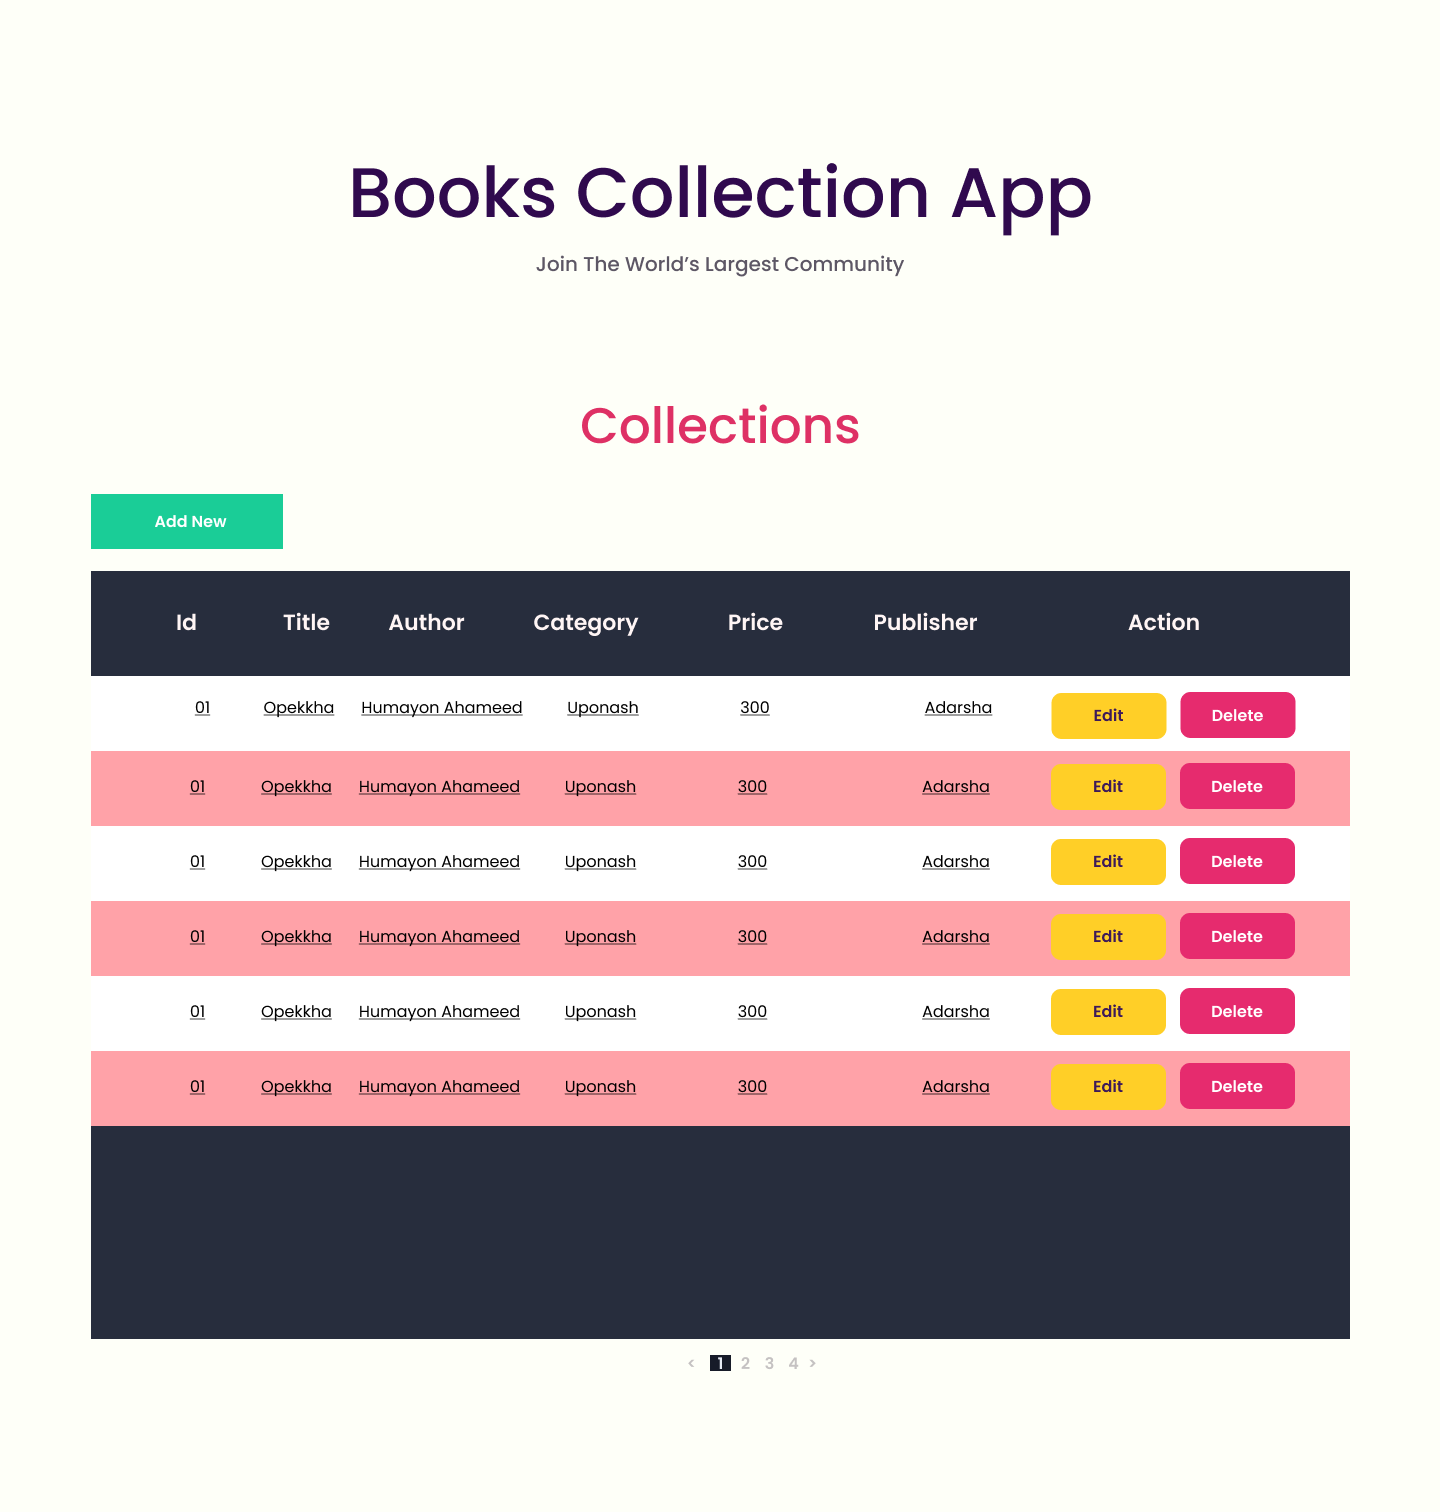 Books Collection App
Join The World’s Largest Community
Collections
Add New
Id Title Author Category Price Publisher Action
01 Opekkha Humayon Ahameed Uponash 300 Adarsha Edit Delete
01 Opekkha Humayon Ahameed Uponash 300 Adarsha Edit Delete
01 Opekkha Humayon Ahameed Uponash 300 Adarsha Edit Delete
01 Opekkha Humayon Ahameed Uponash 300 Adarsha Edit Delete
01 Opekkha Humayon Ahameed Uponash 300 Adarsha Edit Delete
01 Opekkha Humayon Ahameed Uponash 300 Adarsha Edit Delete
< 1 2 3 4 >